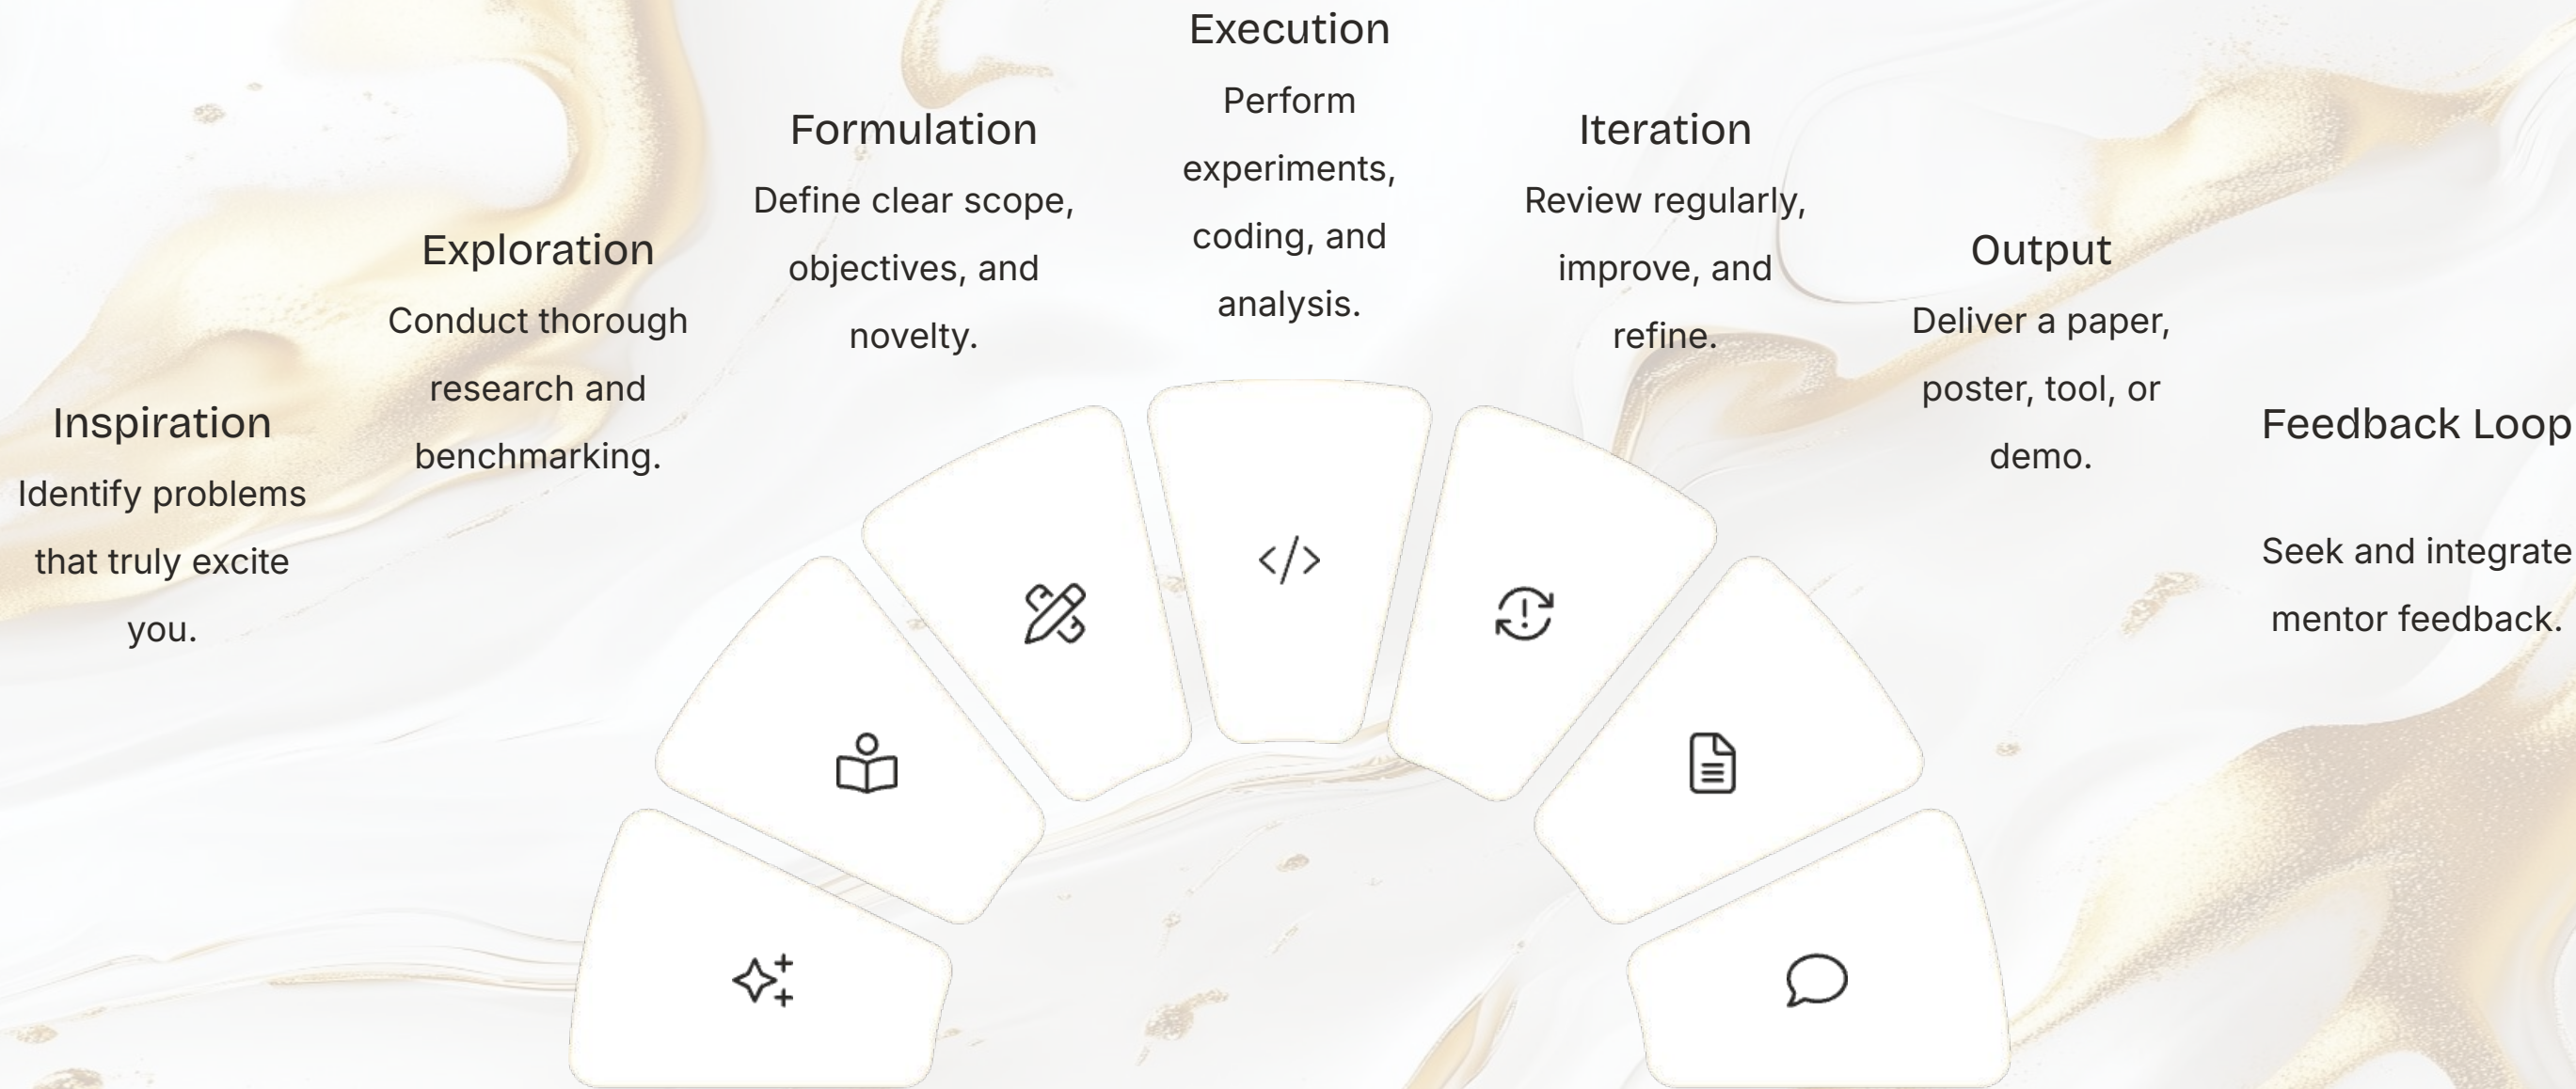 Inspiration
Identify problems
that truly excite
you.
Exploration
Conduct thorough
research and
benchmarking.
Formulation
Define clear scope,
objectives, and
novelty.
Execution
Perform
experiments,
coding, and
analysis.
Iteration
Review regularly,
improve, and
refine.
Output
Deliver a paper,
poster, tool, or
demo.
Feedback Loop
Seek and integrate
mentor feedback.